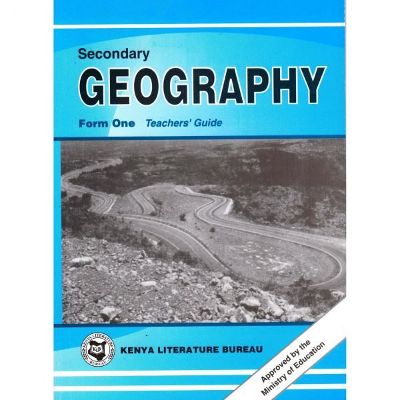 Secondary
GEOGRAPHY
Form One Teachers' Guide
KENYA LITERATURE BUREAU
Approved by the
Ministry of Education